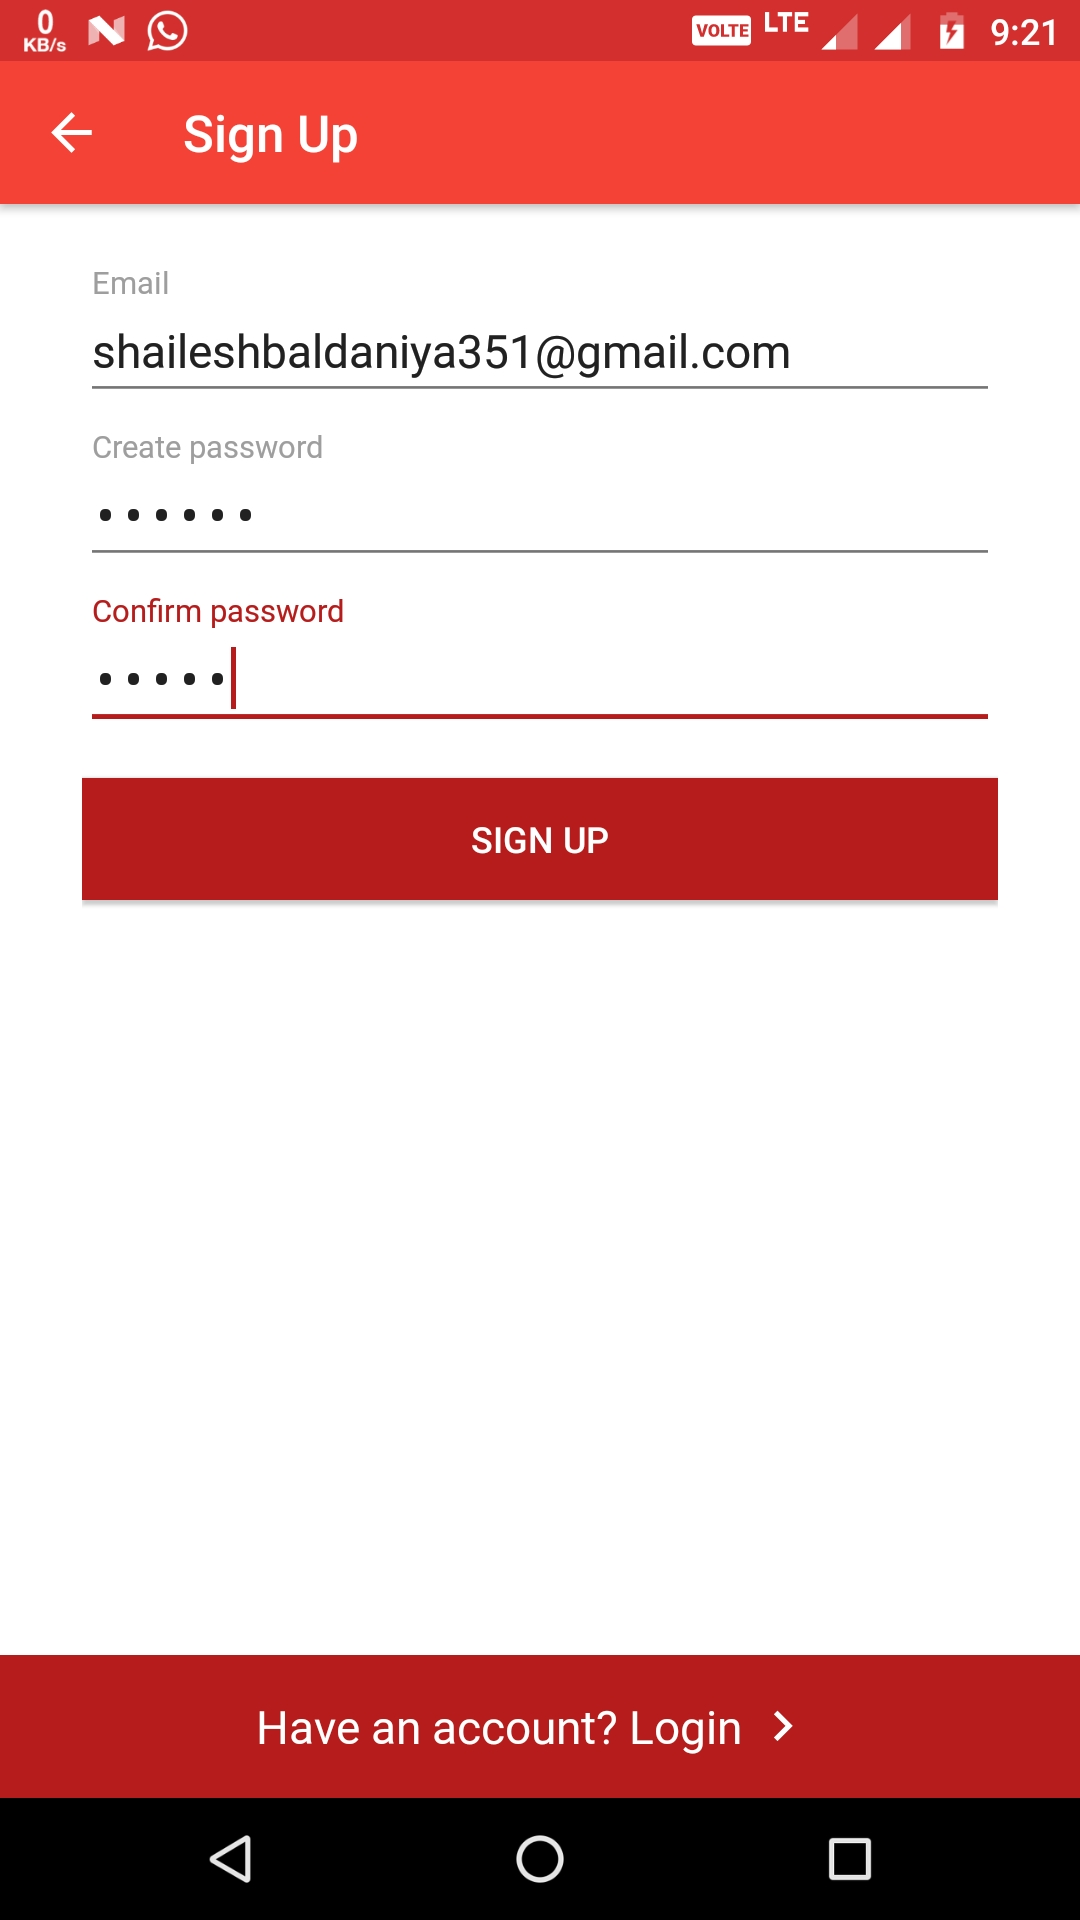 0
KB/s
VOLTE LTE 9:21
Sign Up
Email
shaileshbaldaniya351@gmail.com
Create password
••••••
Confirm password
•••••
SIGN UP
Have an account? Login